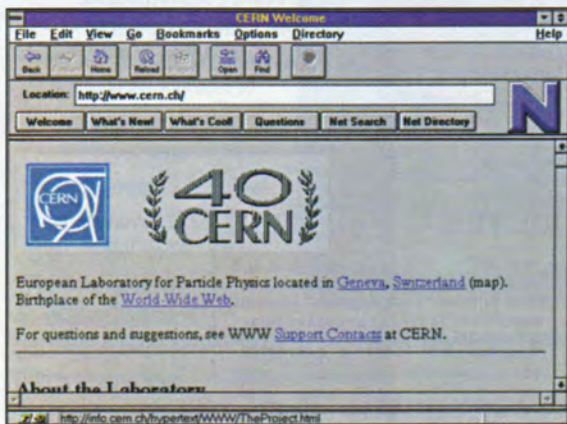 CERN Welcome
File Edit View Go Bookmarks Options Directory Help
Back Home Reload Open Find
Location: http://www.cern.ch/
Welcome What's New! What's Cool! Questions Net Search Net Directory
N
CERN
40
CERN
European Laboratory for Particle Physics located in Geneva, Switzerland (map).
Birthplace of the World-Wide Web.
For questions and suggestions, see WWW Support Contacts at CERN.
About the Laboratory
http://info.cern.ch/hypertext/WWW/TheProject.html